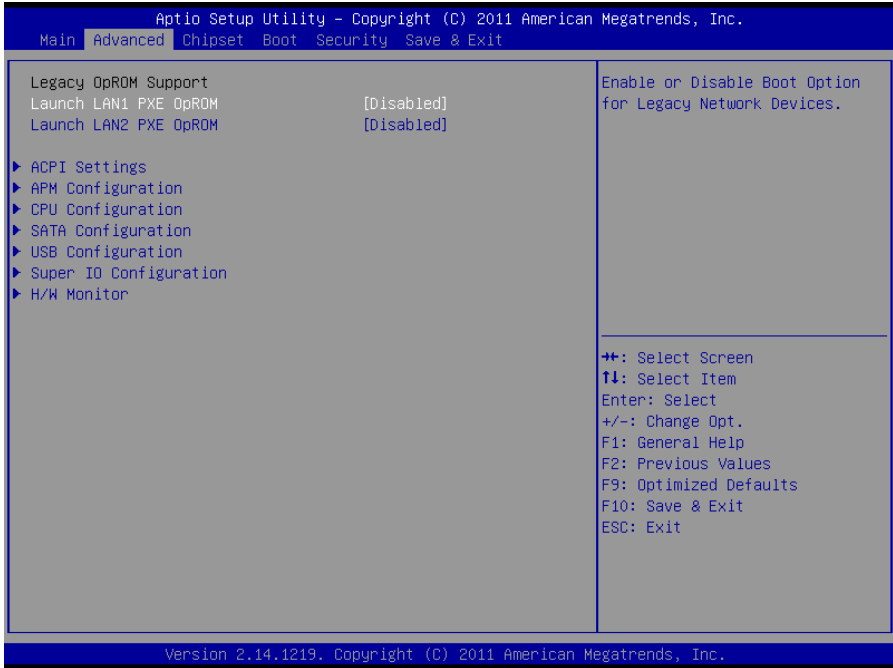 Aptio Setup Utility – Copyright (C) 2011 American Megatrends, Inc.
Main Advanced Chipset Boot Security Save & Exit
Legacy OpROM Support
Launch LAN1 PXE OpROM [Disabled]
Launch LAN2 PXE OpROM [Disabled]
ACPI Settings
APM Configuration
CPU Configuration
SATA Configuration
USB Configuration
Super IO Configuration
H/W Monitor
Enable or Disable Boot Option
for Legacy Network Devices.
→←: Select Screen
↑↓: Select Item
Enter: Select
+/-: Change Opt.
F1: General Help
F2: Previous Values
F9: Optimized Defaults
F10: Save & Exit
ESC: Exit
Version 2.14.1219. Copyright (C) 2011 American Megatrends, Inc.